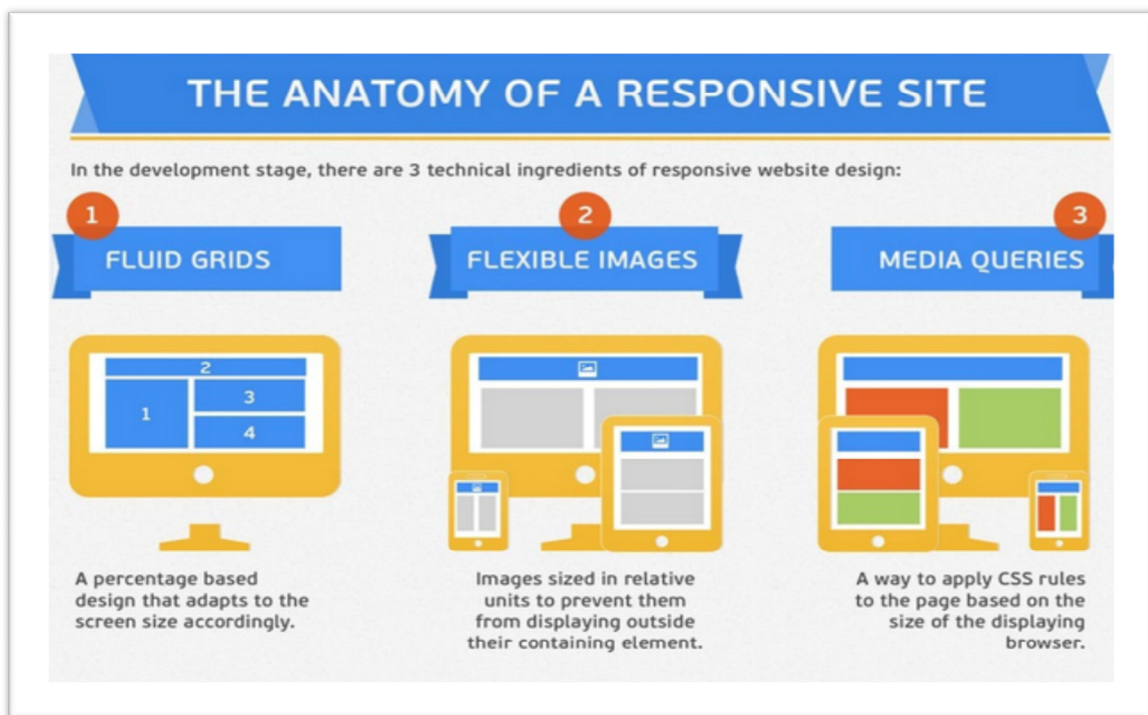 THE ANATOMY OF A RESPONSIVE SITE
In the development stage, there are 3 technical ingredients of responsive website design:
1
FLUID GRIDS
2
1
3
4
A percentage based
design that adapts to the
screen size accordingly.
2
FLEXIBLE IMAGES
Images sized in relative
units to prevent them
from displaying outside
their containing element.
3
MEDIA QUERIES
A way to apply CSS rules
to the page based on the
size of the displaying
browser.